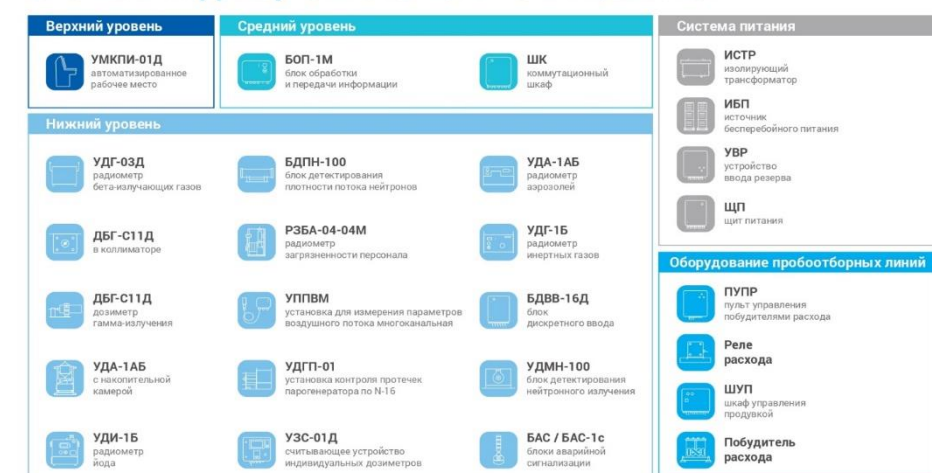 Верхний уровень
УМКПИ-01Д
автоматизированное
рабочее место
Средний уровень
БОП-1М
блок обработки
и передачи информации
ШК
коммутационный
шкаф
Нижний уровень
УДГ-03Д
радиометр
бета-излучающих газов
БДПН-100
блок детектирования
плотности потока нейтронов
УДА-1АБ
радиометр
аэрозолей
ДБГ-С11Д
в коллиматоре
РЗБА-04-04М
радиометр
загрязненности персонала
УДГ-1Б
радиометр
инертных газов
ДБГ-С11Д
дозиметр
гамма-излучения
УППВМ
установка для измерения параметров
воздушного потока многоканальная
БДВВ-16Д
блок
дискретного ввода
УДА-1АБ
с накопительной
камерой
УДГП-01
установка контроля протечек
парогенератора по N-16
УДМН-100
блок детектирования
нейтронного излучения
УДИ-1Б
радиометр
йода
УЗС-01Д
считывающее устройство
индивидуальных дозиметров
БАС / БАС-1с
блоки аварийной
сигнализации
Система питания
ИСТР
изолирующий
трансформатор
ИБП
источник
бесперебойного питания
УВР
устройство
ввода резерва
ЩП
щит питания
Оборудование пробоотборных линий
ПУПР
пульт управления
побудителями расхода
Реле
расхода
ШУП
шкаф управления
продувкой
Побудитель
расхода